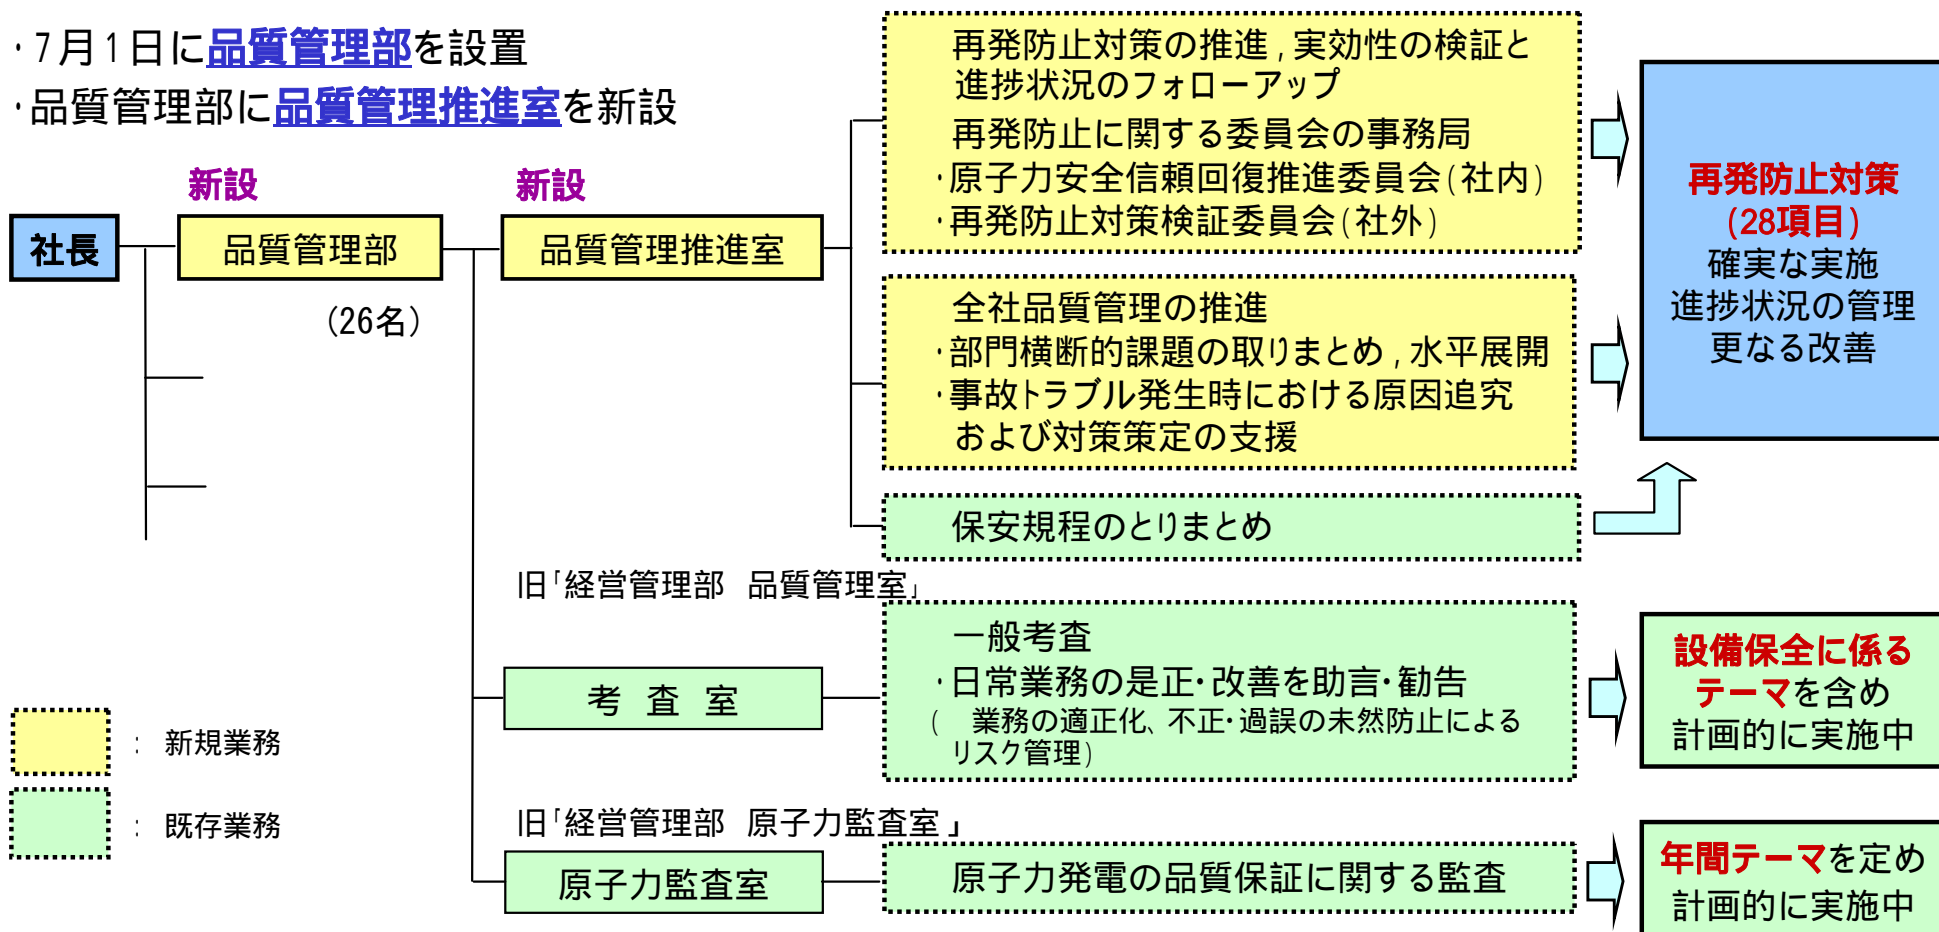 ・7月1日に品質管理部を設置
・品質管理部に品質管理推進室を新設
新設
新設
社長
品質管理部
品質管理推進室
(26名)
再発防止対策の推進,実効性の検証と
進捗状況のフォローアップ
再発防止に関する委員会の事務局
・原子力安全信頼回復推進委員会(社内)
・再発防止対策検証委員会(社外)
全社品質管理の推進
・部門横断的課題の取りまとめ,水平展開
・事故トラブル発生時における原因追究
および対策策定の支援
保安規程のとりまとめ
再発防止対策
(28項目)
確実な実施
進捗状況の管理
更なる改善
旧「経営管理部 品質管理室」
考 査 室
一般考査
・日常業務の是正・改善を助言・勧告
( 業務の適正化、不正・過誤の未然防止による
リスク管理)
設備保全に係る
テーマを含め
計画的に実施中
旧「経営管理部 原子力監査室」
原子力監査室
原子力発電の品質保証に関する監査
年間テーマを定め
計画的に実施中
: 新規業務
: 既存業務